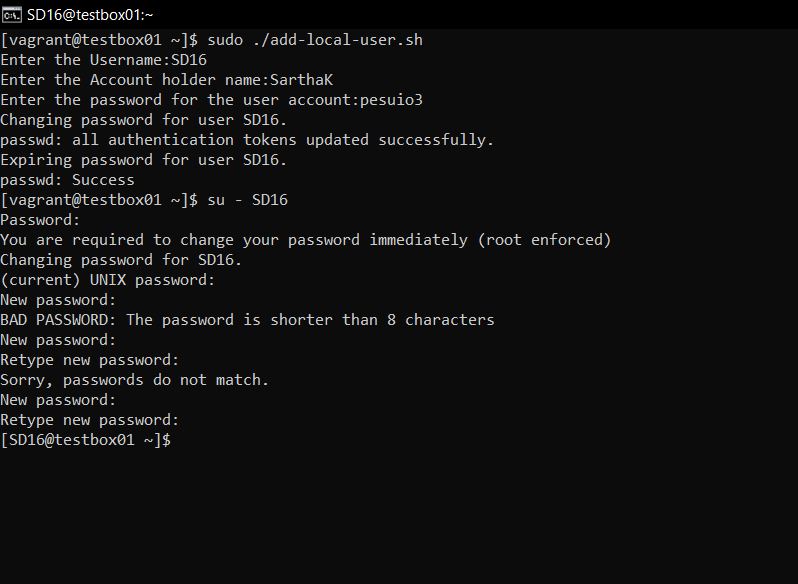 SD16@testbox01:~
[vagrant@testbox01 ~]$ sudo ./add-local-user.sh
Enter the Username:SD16
Enter the Account holder name:SarthaK
Enter the password for the user account:pesuio3
Changing password for user SD16.
passwd: all authentication tokens updated successfully.
Expiring password for user SD16.
passwd: Success
[vagrant@testbox01 ~]$ su - SD16
Password:
You are required to change your password immediately (root enforced)
Changing password for SD16.
(current) UNIX password:
New password:
BAD PASSWORD: The password is shorter than 8 characters
New password:
Retype new password:
Sorry, passwords do not match.
New password:
Retype new password:
[SD16@testbox01 ~]$